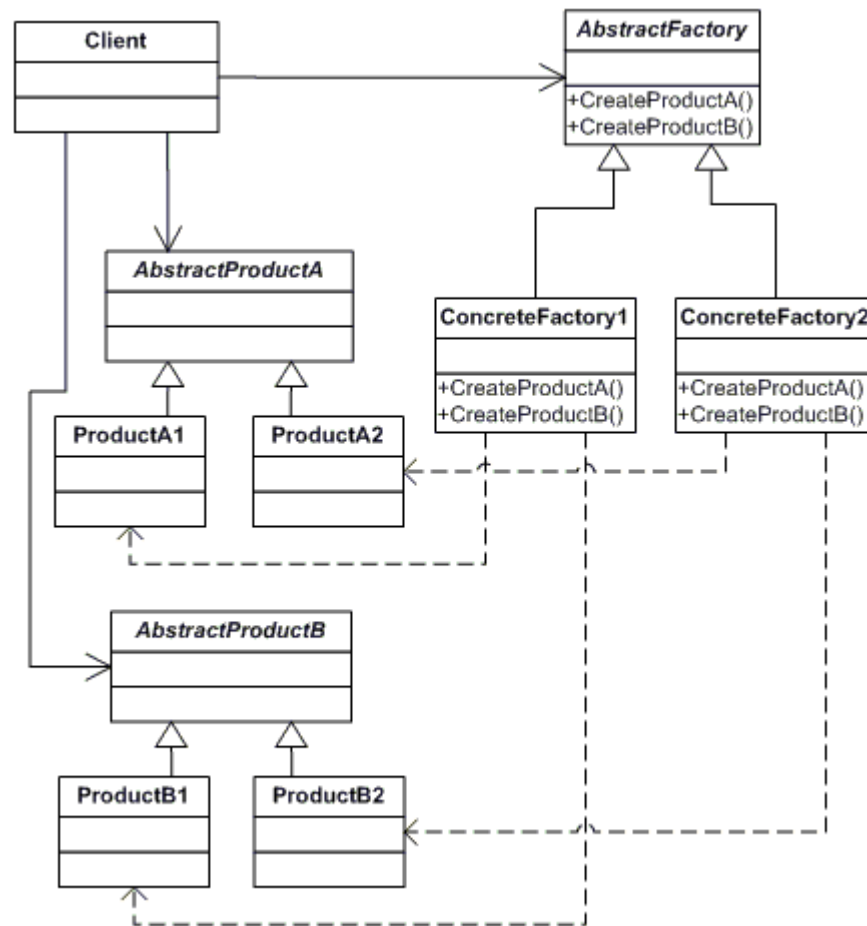 Client
AbstractFactory
+CreateProductA()
+CreateProductB()
AbstractProductA
ConcreteFactory1
+CreateProductA()
+CreateProductB()
ConcreteFactory2
+CreateProductA()
+CreateProductB()
ProductA1
ProductA2
AbstractProductB
ProductB1
ProductB2